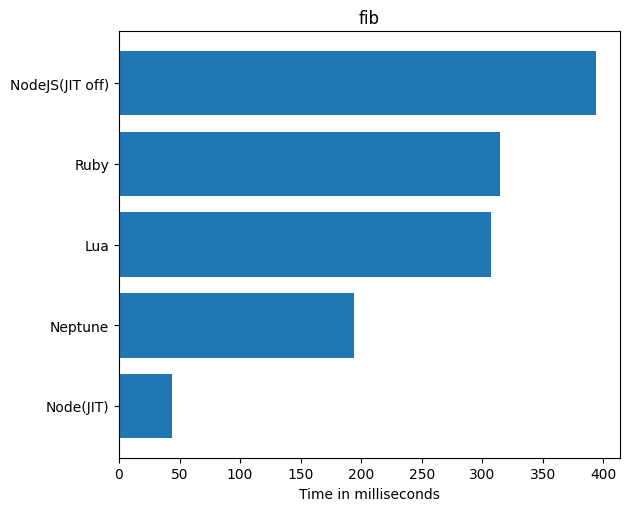 fib
NodeJS(JIT off)
Ruby
Lua
Neptune
Node(JIT)
0 50 100 150 200 250 300 350 400
Time in milliseconds